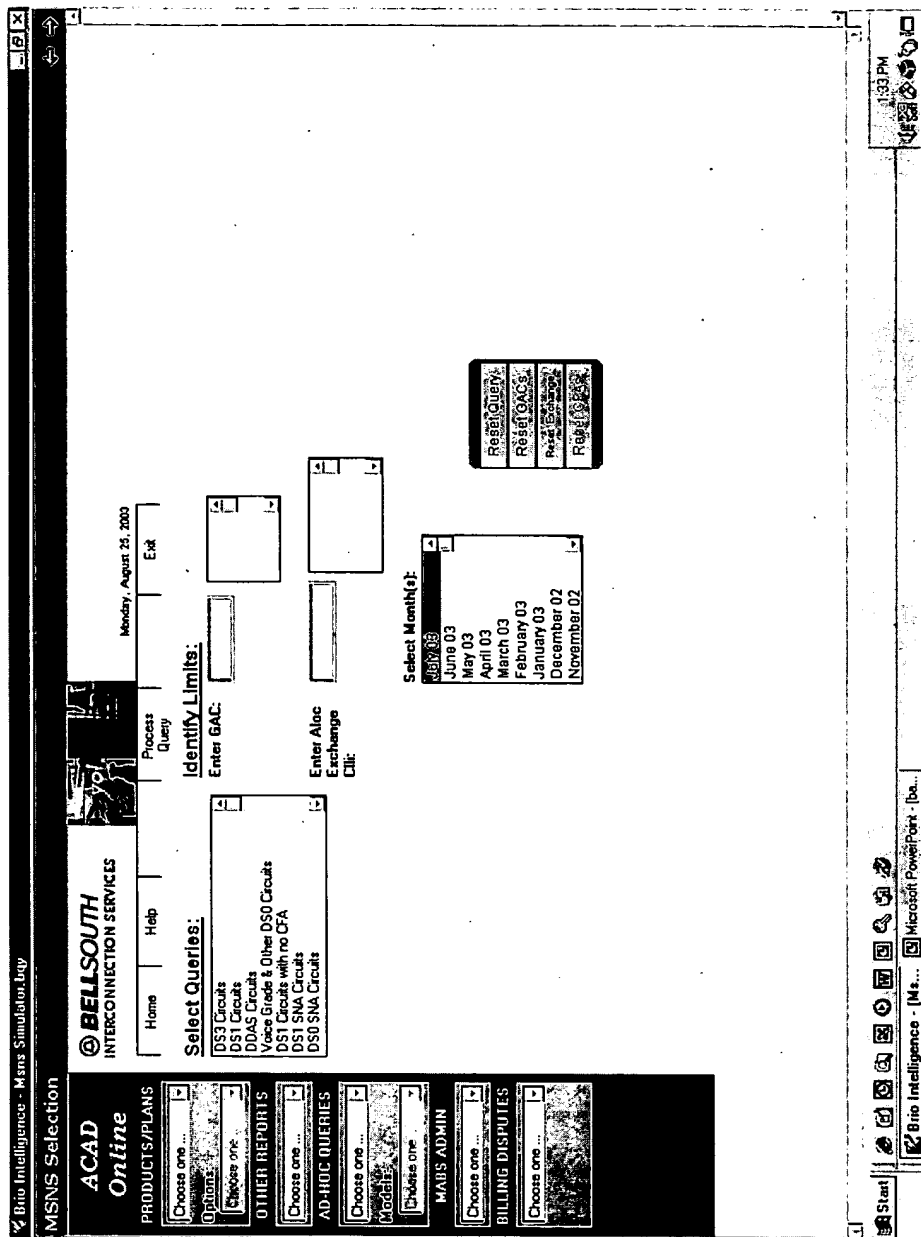 Brio Intelligence - Msns Simulator.bqy
MSNS Selection
ACAD
Online
PRODUCTS/PLANS
Choose one ...
Options:
Choose one ...
OTHER REPORTS
Choose one ...
AD-HOC QUERIES
Choose one ...
Models:
Choose one ...
MABS ADMIN
Choose one ...
BILLING DISPUTES
Choose one ...
BELLSOUTH
INTERCONNECTION SERVICES
Monday, August 25, 2003
Home
Help
Process
Query
Exit
Select Queries:
DS3 Circuits
DS1 Circuits
DDAS Circuits
Voice Grade & Other DS0 Circuits
DS1 Circuits with no CFA
DS1 SNA Circuits
DS0 SNA Circuits
Identify Limits:
Enter GAC:
Enter Aloc
Exchange
Clli:
Select Month(s):
July 03
June 03
May 03
April 03
March 03
February 03
January 03
December 02
November 02
Reset Query
Reset GACs
Reset Exchange
Start
Brio Intelligence - [Ms...
Microsoft PowerPoint - [ba...
1:33 PM